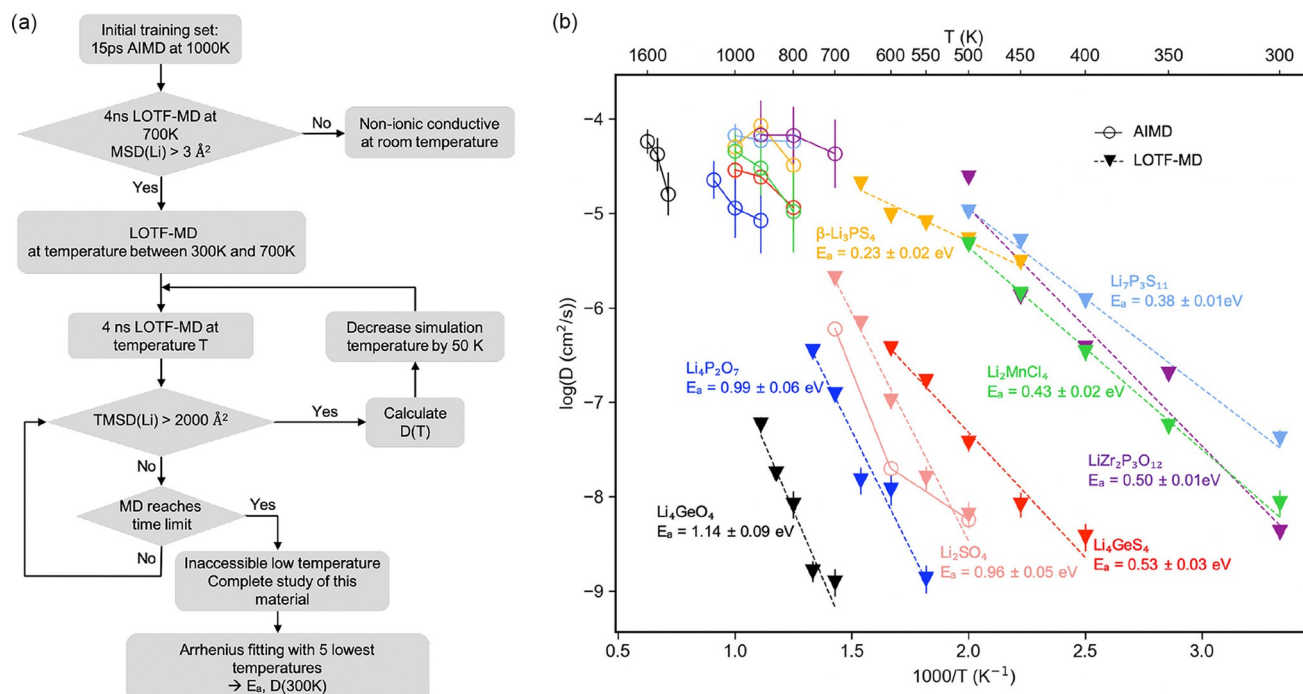 (a)
Initial training set:
15ps AIMD at 1000K
4ns LOTF-MD at
700K
MSD(Li) > 3 Å²
No
Non-ionic conductive
at room temperature
Yes
LOTF-MD
at temperature between 300K and 700K
4 ns LOTF-MD at
temperature T
Decrease simulation
temperature by 50 K
TMSD(Li) > 2000 Å²
Yes
Calculate
D(T)
No
MD reaches
time limit
Yes
No
Inaccessible low temperature
Complete study of this
material
Arrhenius fitting with 5 lowest
temperatures
→ Eₐ, D(300K)
(b)
T (K)
1600 1000 800 700 600 550 500 450 400 350 300
AIMD
LOTF-MD
β-Li₃PS₄
Eₐ = 0.23 ± 0.02 eV
Li₇P₃S₁₁
Eₐ = 0.38 ± 0.01eV
Li₄P₂O₇
Eₐ = 0.99 ± 0.06 eV
Li₂MnCl₄
Eₐ = 0.43 ± 0.02 eV
LiZr₂P₃O₁₂
Eₐ = 0.50 ± 0.01eV
Li₄GeO₄
Eₐ = 1.14 ± 0.09 eV
Li₂SO₄
Eₐ = 0.96 ± 0.05 eV
Li₄GeS₄
Eₐ = 0.53 ± 0.03 eV
log(D (cm²/s))
−4
−5
−6
−7
−8
−9
0.5 1.0 1.5 2.0 2.5 3.0
1000/T (K⁻¹)